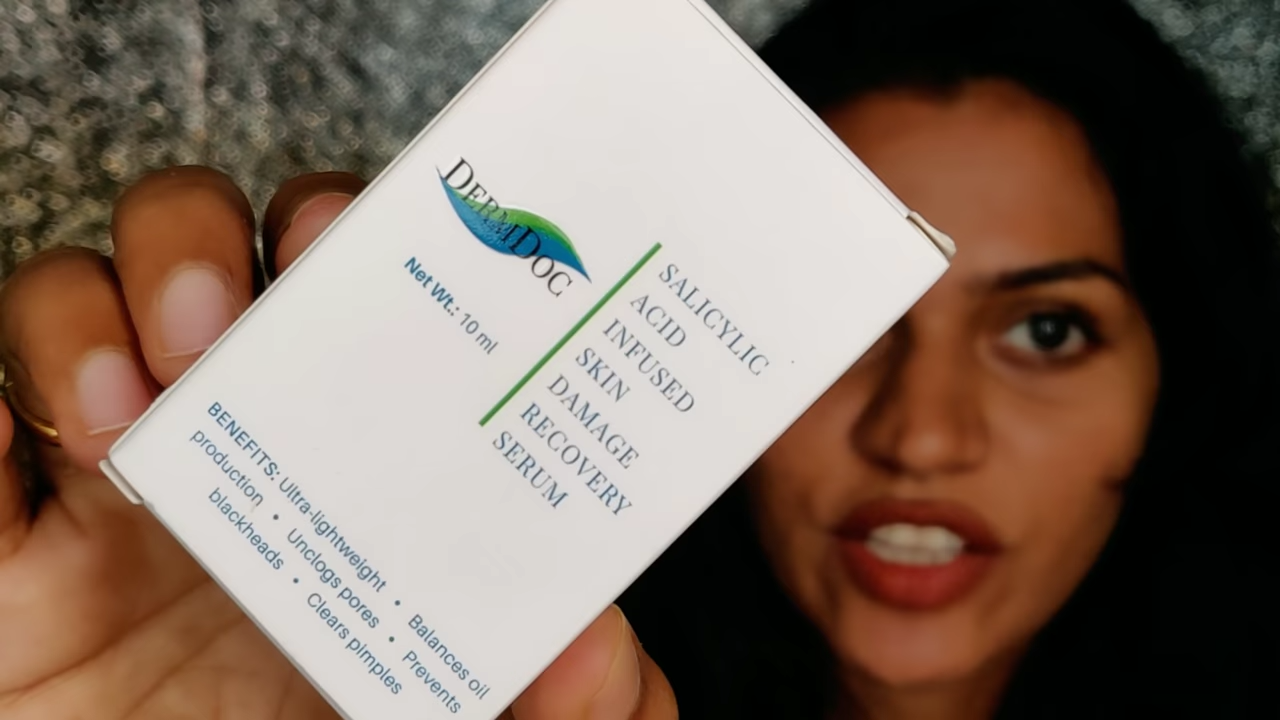 DERMDOC
Net Wt.: 10 ml
SALICYLIC
ACID
INFUSED
SKIN
DAMAGE
RECOVERY
SERUM
BENEFITS: Ultra-lightweight • Balances oil
production • Unclogs pores • Prevents
blackheads • Clears pimples